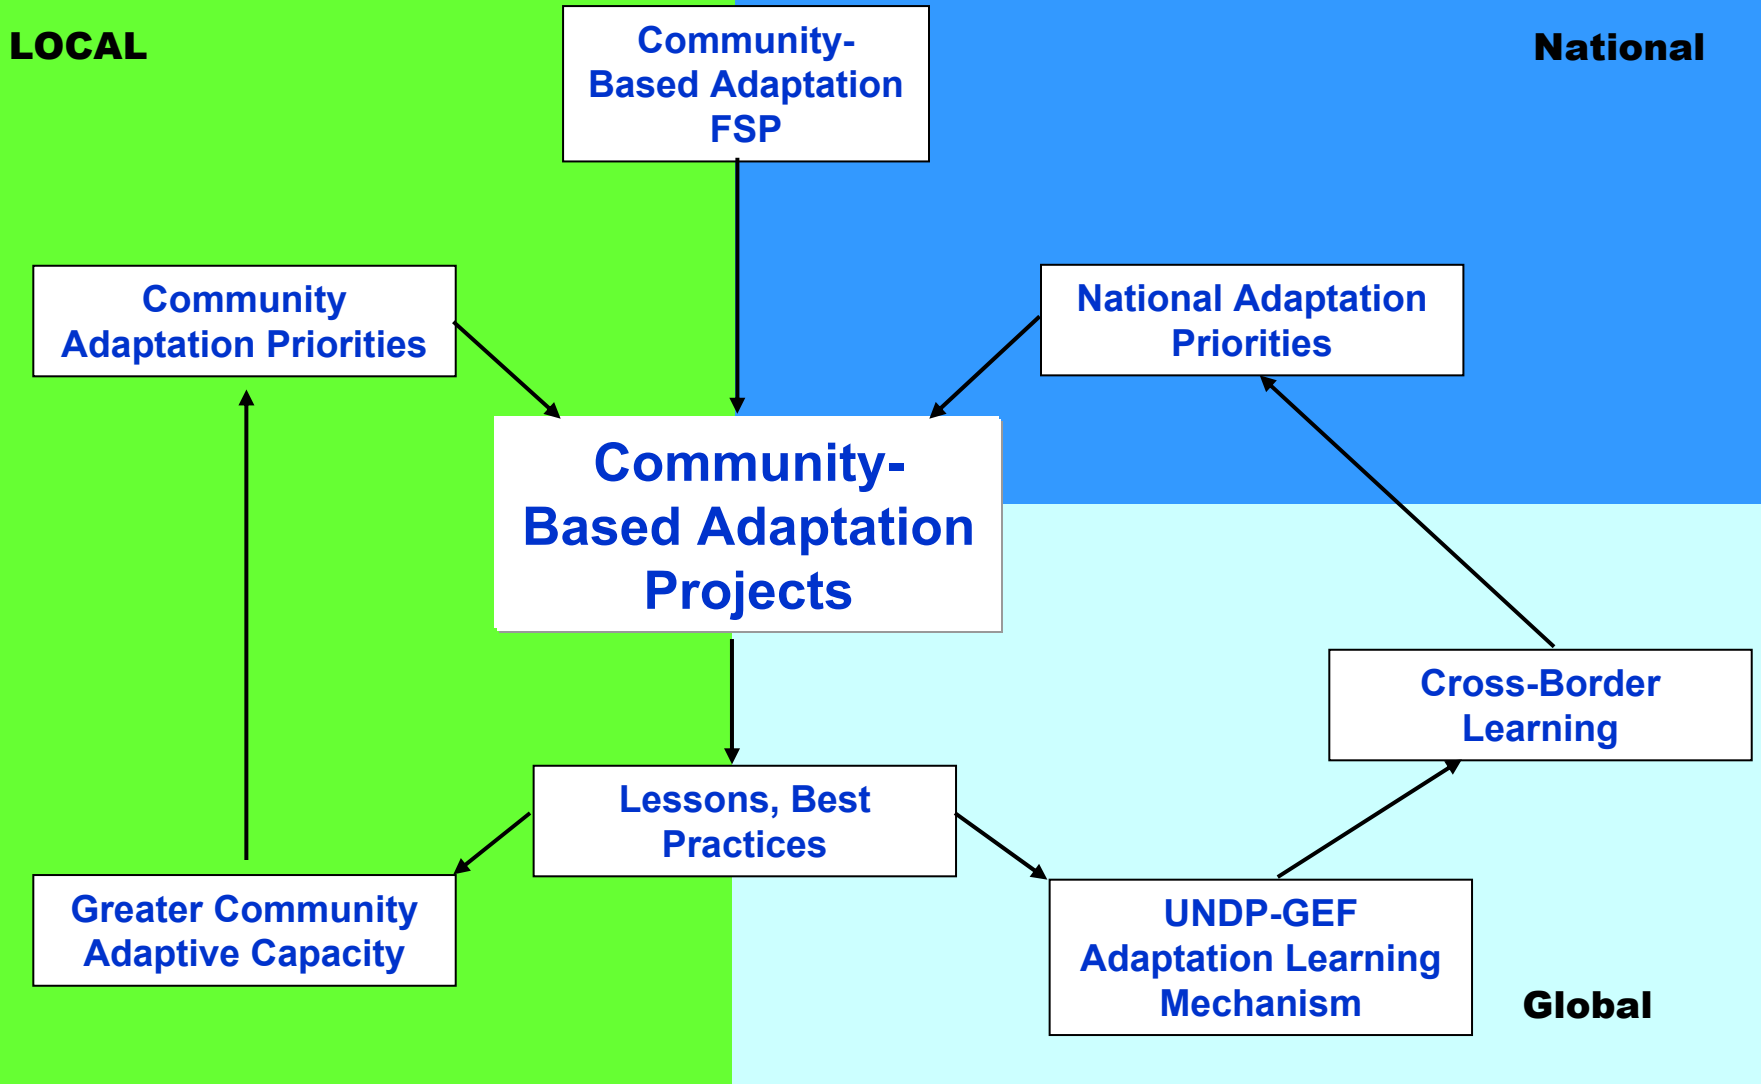 LOCAL
Community-
Based Adaptation
FSP
National
Community
Adaptation Priorities
National Adaptation
Priorities
Community-
Based Adaptation
Projects
Cross-Border
Learning
Lessons, Best
Practices
Greater Community
Adaptive Capacity
UNDP-GEF
Adaptation Learning
Mechanism
Global